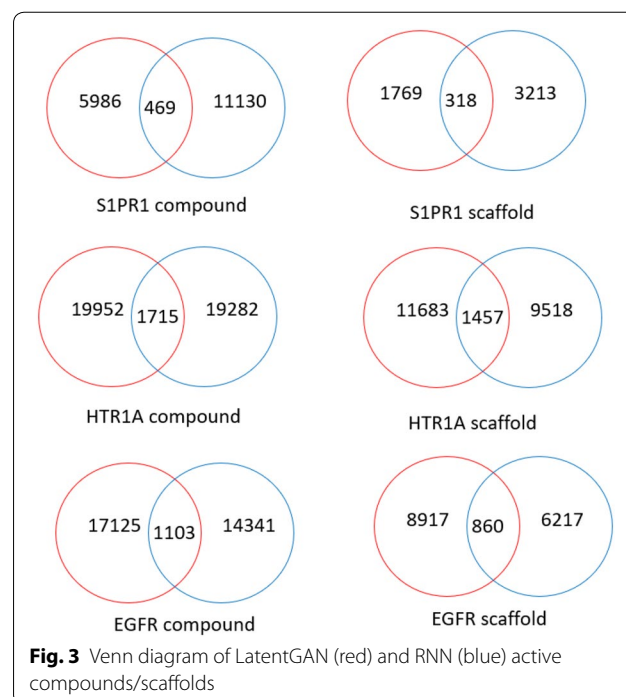 5986 469 11130
1769 318 3213
S1PR1 compound
S1PR1 scaffold
19952 1715 19282
11683 1457 9518
HTR1A compound
HTR1A scaffold
17125 1103 14341
8917 860 6217
EGFR compound
EGFR scaffold
Fig. 3 Venn diagram of LatentGAN (red) and RNN (blue) active
compounds/scaffolds